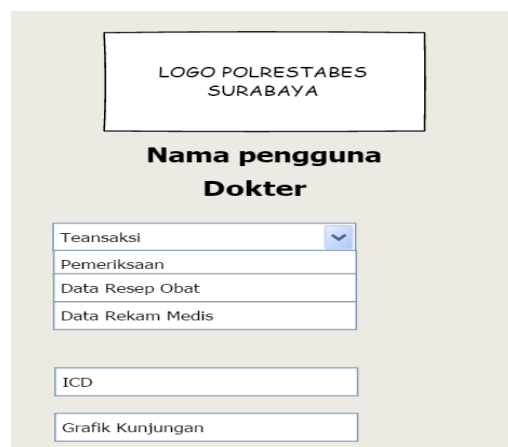 LOGO POLRESTABES
SURABAYA
Nama pengguna
Dokter
Teansaksi
Pemeriksaan
Data Resep Obat
Data Rekam Medis
ICD
Grafik Kunjungan